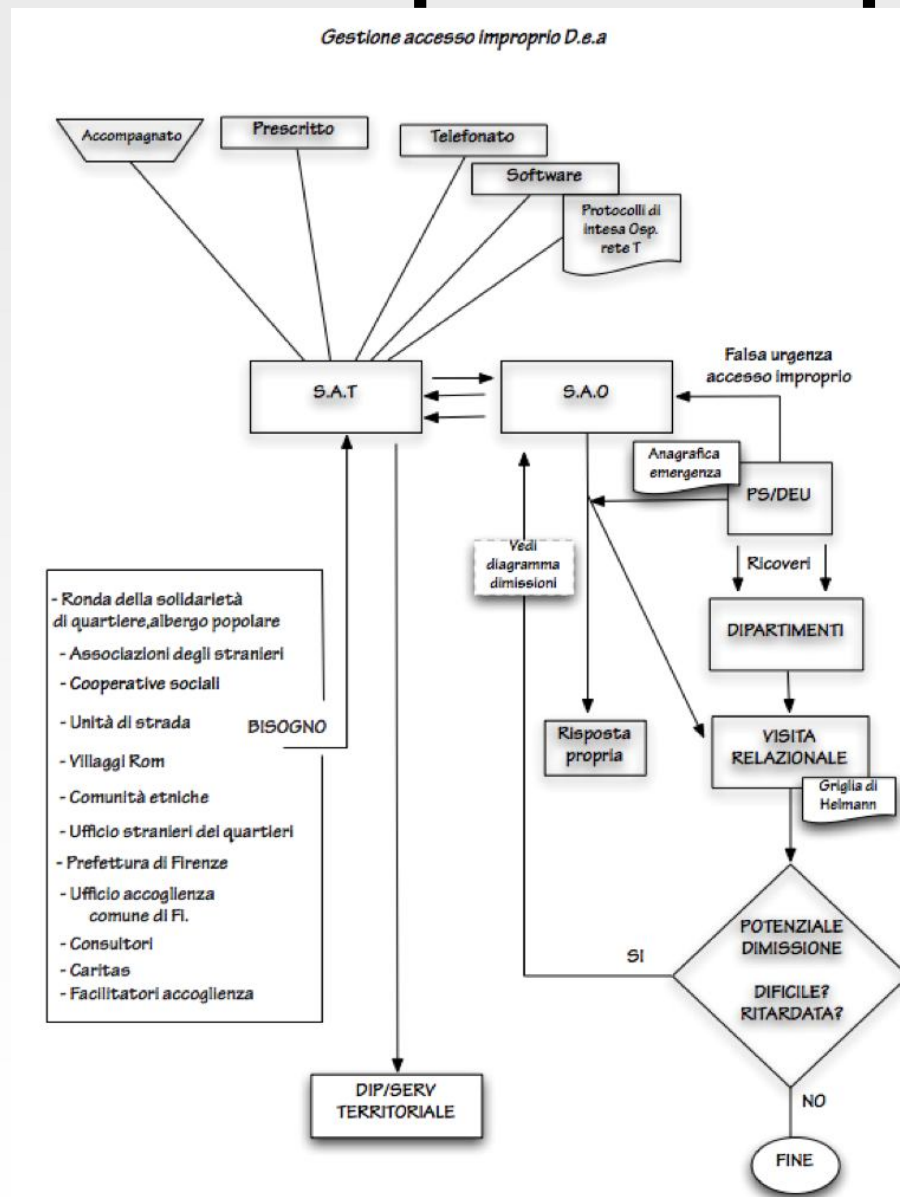 Gestione accesso improprio D.e.a
Accompagnato
Prescritto
Telefonato
Software
Protocolli di
intesa Osp.
rete T
S.A.T
S.A.O
Falsa urgenza
accesso improprio
Anagrafica
emergenza
PS/DEU
Vedi
diagramma
dimissioni
Ricoveri
DIPARTIMENTI
- Ronda della solidarietà
di quartiere,albergo popolare
- Associazioni degli stranieri
- Cooperative sociali
- Unità di strada
- Villaggi Rom
- Comunità etniche
- Ufficio stranieri dei quartieri
- Prefettura di Firenze
- Ufficio accoglienza
comune di Fi.
- Consultori
- Caritas
- Facilitatori accoglienza
BISOGNO
Risposta
propria
VISITA
RELAZIONALE
Griglia di
Helmann
POTENZIALE
DIMISSIONE
DIFICILE?
RITARDATA?
SI
NO
DIP/SERV
TERRITORIALE
FINE